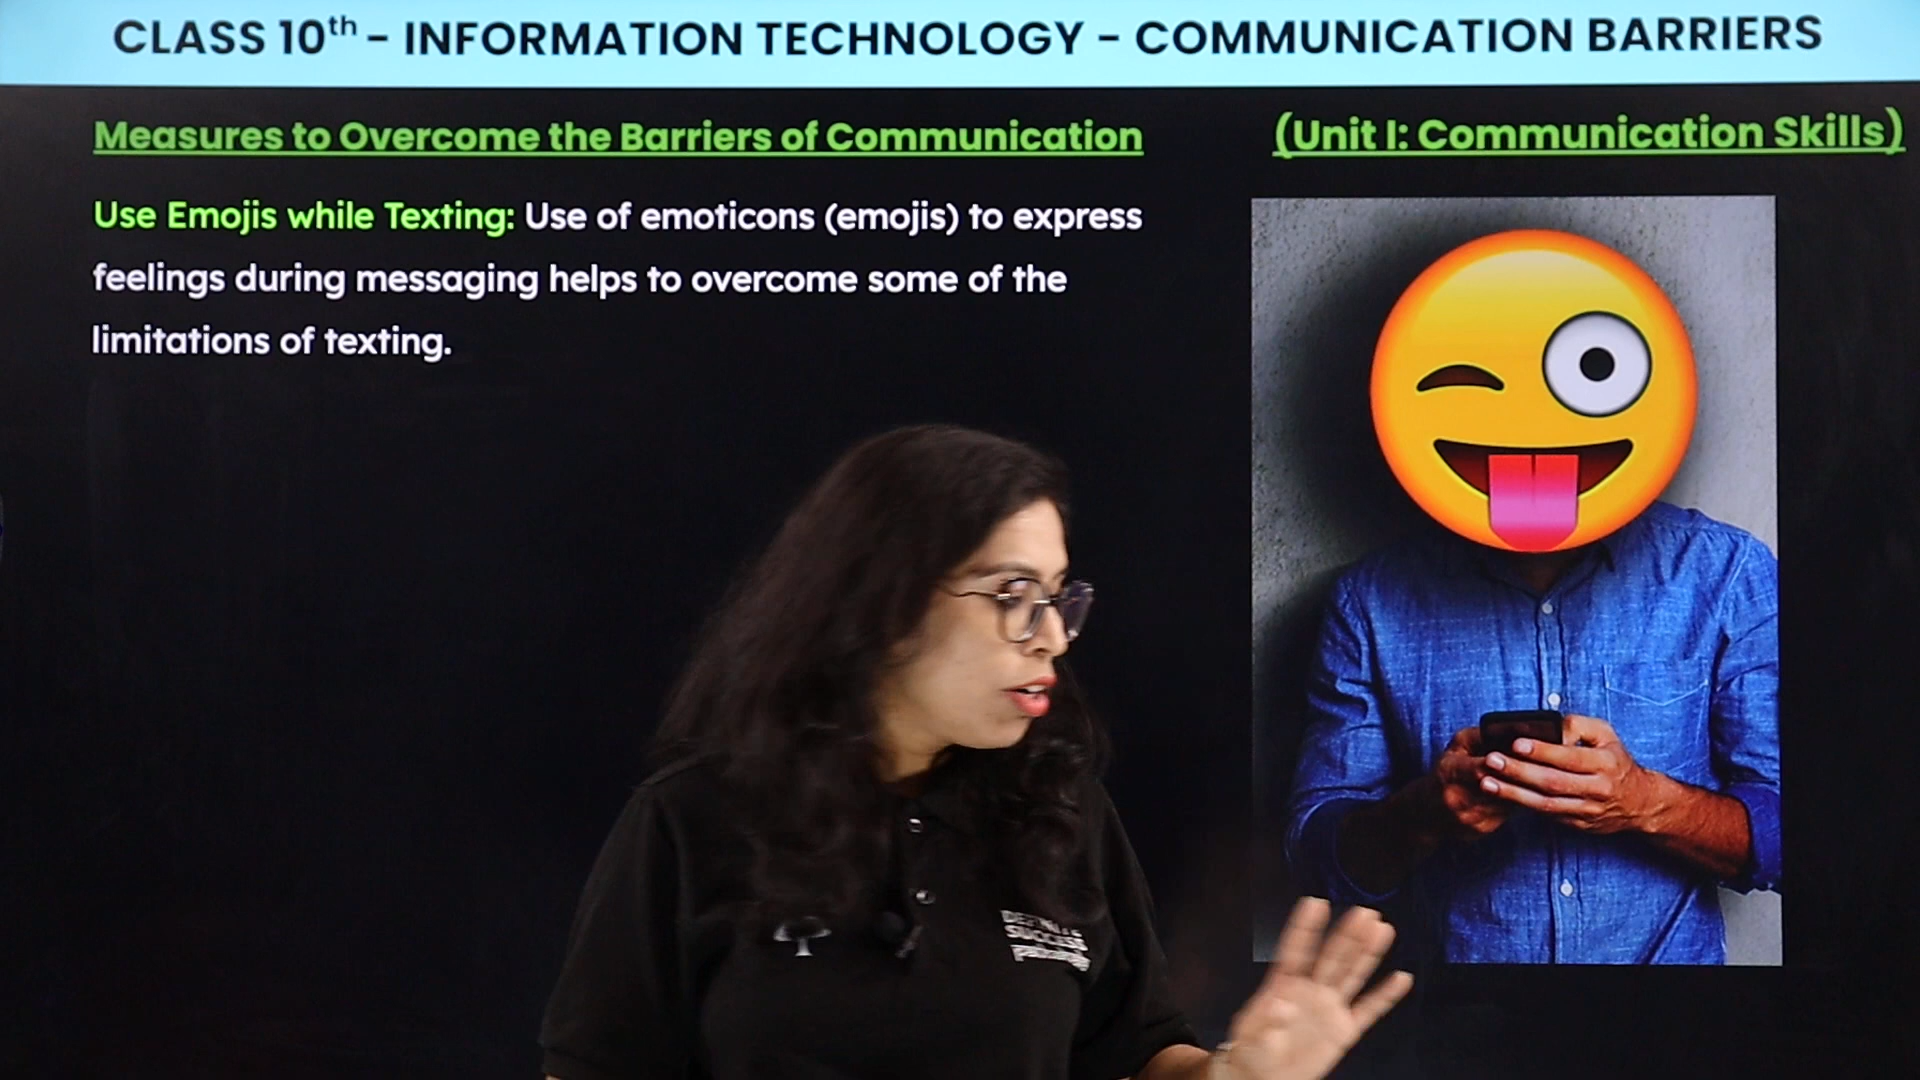 CLASS 10th - INFORMATION TECHNOLOGY - COMMUNICATION BARRIERS
Measures to Overcome the Barriers of Communication
(Unit I: Communication Skills)
Use Emojis while Texting: Use of emoticons (emojis) to express
feelings during messaging helps to overcome some of the
limitations of texting.
SUCCESS